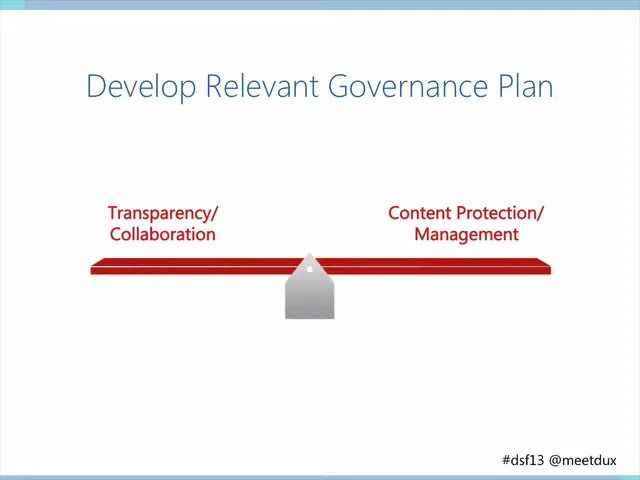 Develop Relevant Governance Plan
Transparency/
Collaboration
Content Protection/
Management
#dsf13 @meetdux